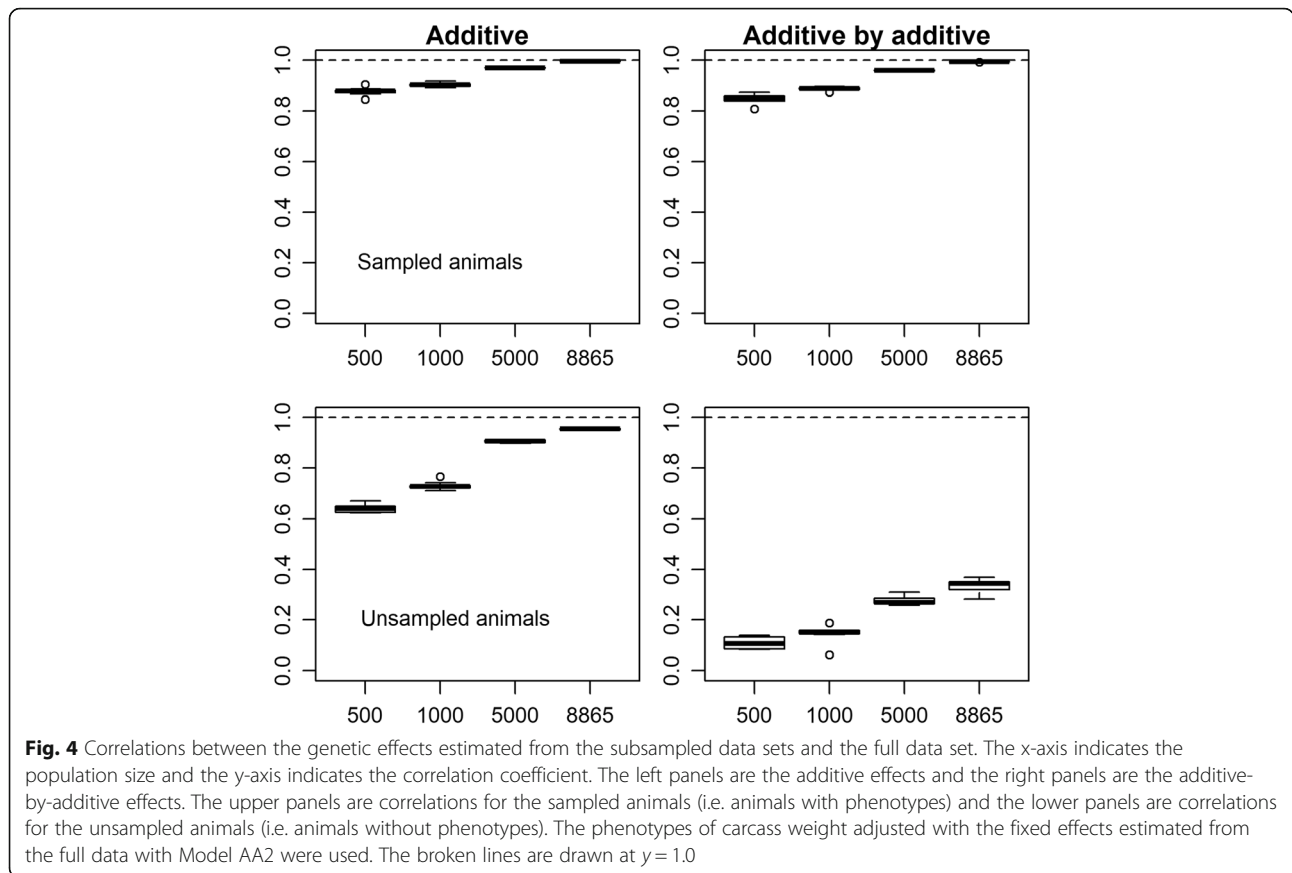 Additive
Additive by additive
1.0
0.8
0.6
0.4
0.2
0.0
Sampled animals
500 1000 5000 8865
1.0
0.8
0.6
0.4
0.2
0.0
500 1000 5000 8865
1.0
0.8
0.6
0.4
0.2
0.0
Unsampled animals
500 1000 5000 8865
1.0
0.8
0.6
0.4
0.2
0.0
500 1000 5000 8865
Fig. 4 Correlations between the genetic effects estimated from the subsampled data sets and the full data set. The x-axis indicates the
population size and the y-axis indicates the correlation coefficient. The left panels are the additive effects and the right panels are the additive-
by-additive effects. The upper panels are correlations for the sampled animals (i.e. animals with phenotypes) and the lower panels are correlations
for the unsampled animals (i.e. animals without phenotypes). The phenotypes of carcass weight adjusted with the fixed effects estimated from
the full data with Model AA2 were used. The broken lines are drawn at y = 1.0